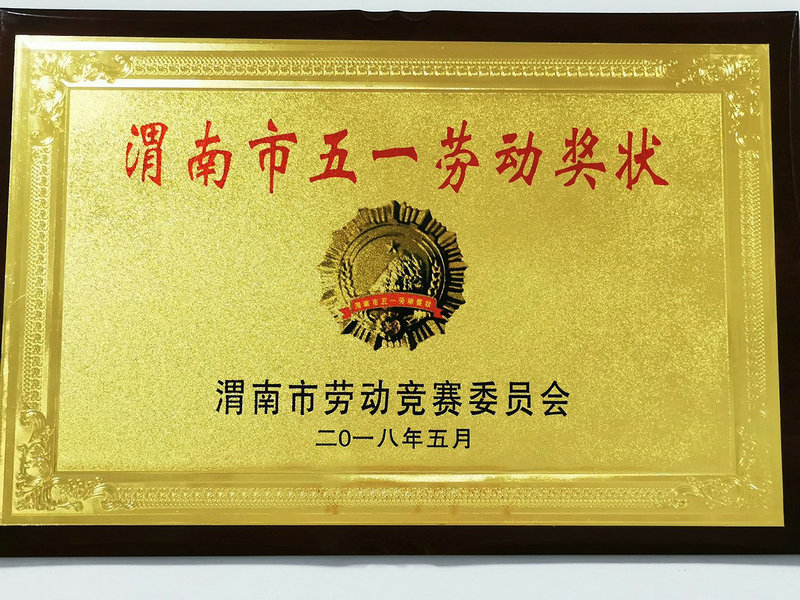 渭南市五一劳动奖状
渭南市五一劳动奖状
渭南市劳动竞赛委员会
二0一八年五月